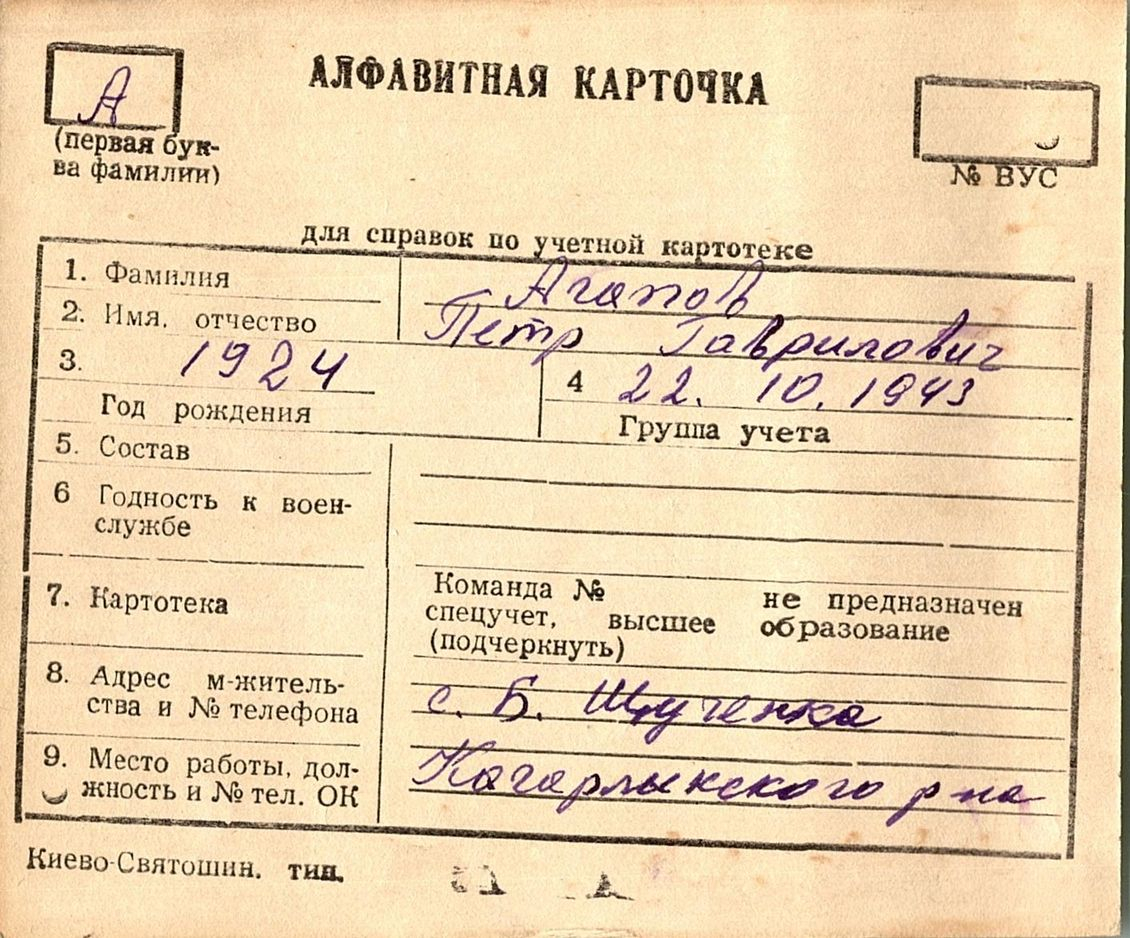 А
АЛФАВИТНАЯ КАРТОЧКА
(первая бук-
ва фамилии)
№ ВУС
для справок по учетной картотеке
1. Фамилия Агапов
2. Имя, отчество Петр Гаврилович
3. 1924
4 22. 10. 1943
Год рождения
Группа учета
5. Состав
6 Годность к воен-
службе
7. Картотека
Команда № не предназначен
спецучет, высшее образование
(подчеркнуть)
8. Адрес м-житель-
ства и № телефона
с. Б. Щученка
9. Место работы, дол-
жность и № тел. ОК
Кагарлыкского р-на
Киево-Святошин. тип.